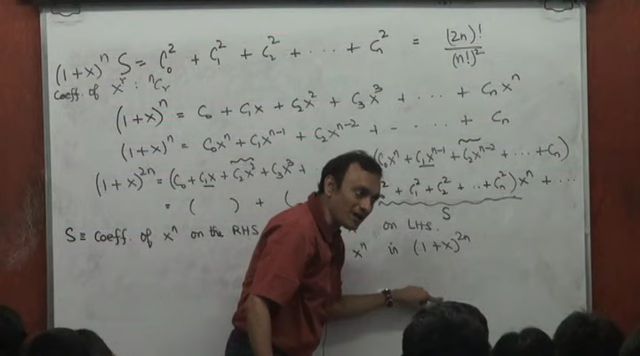 (1+x)^n S = C_0^2 + C_1^2 + C_2^2 + ... + C_n^2 = (2n)! / (n!)^2
Coeff of x^r : ^nC_r
(1+x)^n = C_0 + C_1x + C_2x^2 + C_3x^3 + ... + C_nx^n
(1+x)^n = C_0x^n + C_1x^{n-1} + C_2x^{n-2} + ... + C_n
(1+x)^{2n} = (C_0 + C_1x + C_2x^2 + C_3x^3 + (C_0x^n + C_1x^{n-1} + C_2x^{n-2} + ... + C_n)
= ( ) + ( ^2 + C_1^2 + C_2^2 + ... + C_n^2) x^n + ...
S
S ≡ Coeff. of x^n on the RHS on LHS.
x^n in (1+x)^{2n}